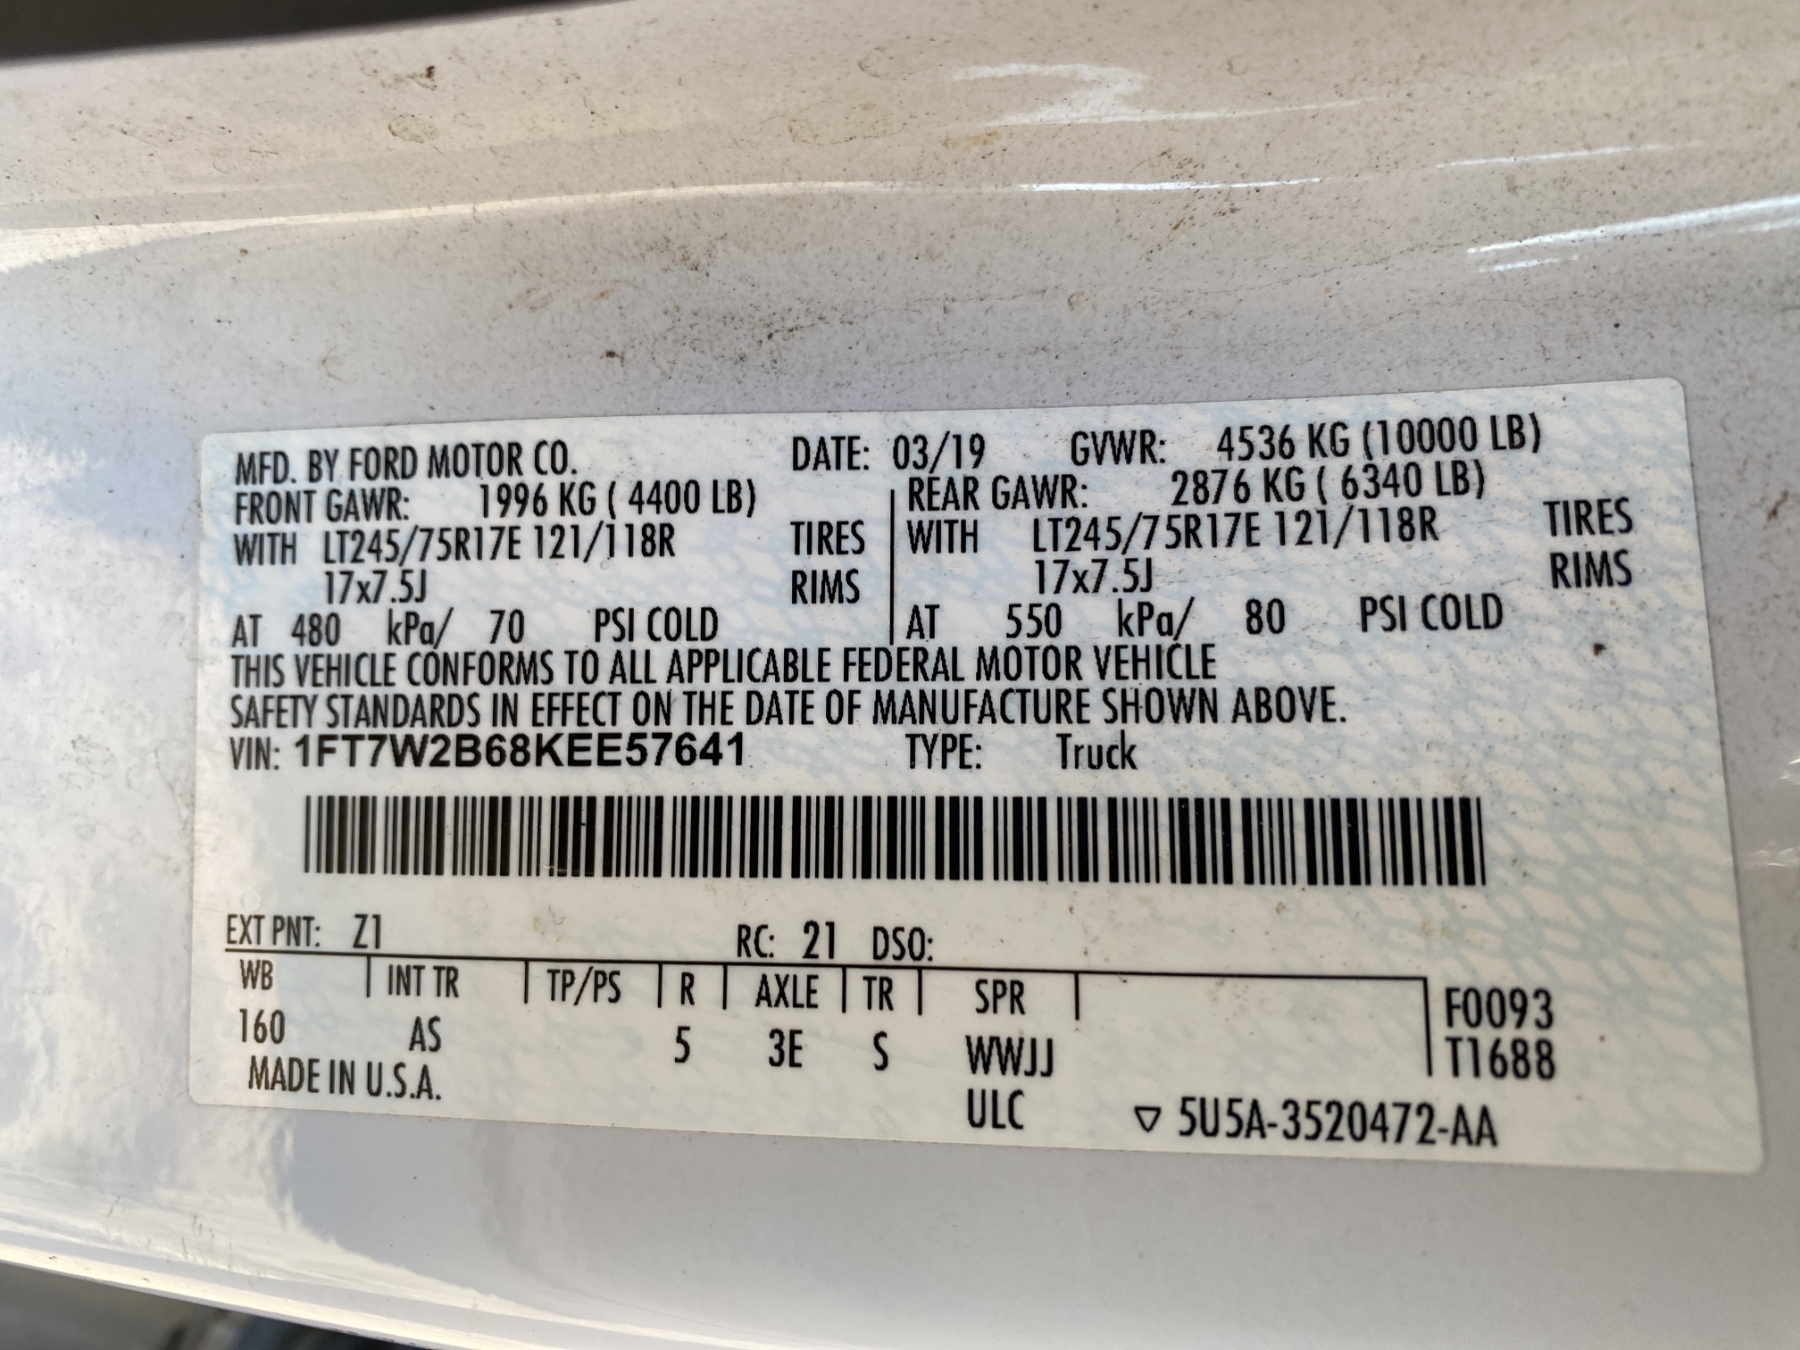 MFD. BY FORD MOTOR CO. DATE: 03/19 GVWR: 4536 KG (10000 LB)
FRONT GAWR: 1996 KG ( 4400 LB) REAR GAWR: 2876 KG ( 6340 LB)
WITH LT245/75R17E 121/118R TIRES WITH LT245/75R17E 121/118R TIRES
17x7.5J RIMS 17x7.5J RIMS
AT 480 kPa/ 70 PSI COLD AT 550 kPa/ 80 PSI COLD
THIS VEHICLE CONFORMS TO ALL APPLICABLE FEDERAL MOTOR VEHICLE
SAFETY STANDARDS IN EFFECT ON THE DATE OF MANUFACTURE SHOWN ABOVE.
VIN: 1FT7W2B68KEE57641 TYPE: Truck
EXT PNT: Z1 RC: 21 DSO:
WB INT TR TP/PS R AXLE TR SPR F0093
160 AS 5 3E S WWJJ T1688
MADE IN U.S.A. ULC ▽ 5U5A-3520472-AA